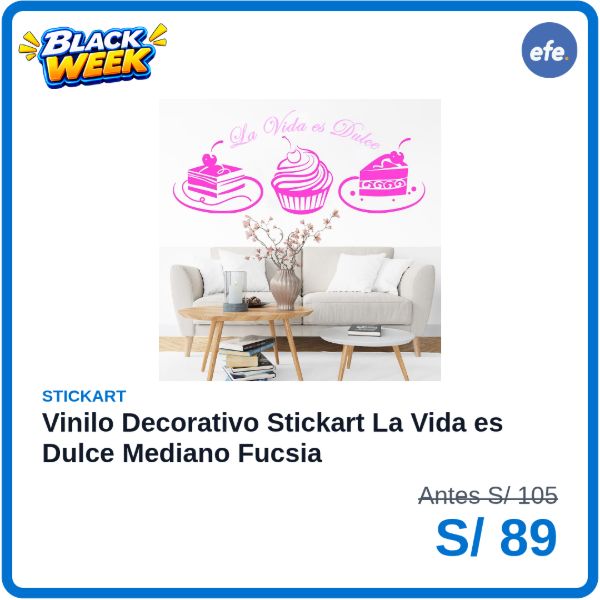 BLACK
WEEK
efe.
La Vida es Dulce
STICKART
Vinilo Decorativo Stickart La Vida es
Dulce Mediano Fucsia
Antes S/ 105
S/ 89